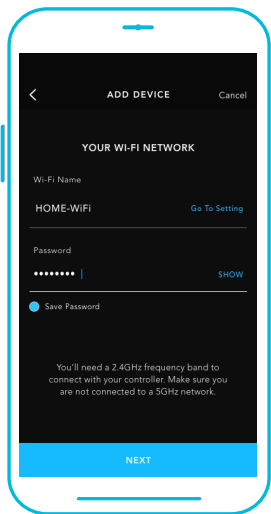 ADD DEVICE Cancel
YOUR WI-FI NETWORK
Wi-Fi Name
HOME-WiFi Go To Setting
Password
•••••••• SHOW
Save Password
You'll need a 2.4GHz frequency band to
connect with your controller. Make sure you
are not connected to a 5GHz network.
NEXT